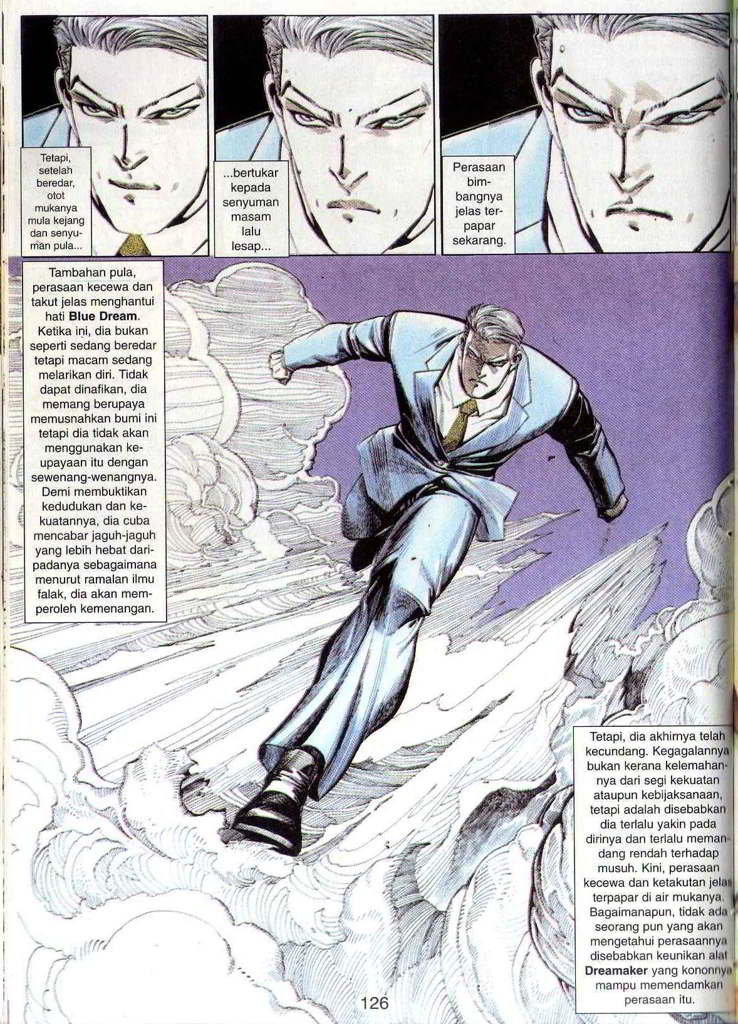 Tetapi,
setelah
beredar,
otot
mukanya
mula kejang
dan senyu-
man pula...
...bertukar
kepada
senyuman
masam
lalu
lesap...
Perasaan
bim-
bangnya
jelas ter-
papar
sekarang.
Tambahan pula,
perasaan kecewa dan
takut jelas menghantui
hati Blue Dream.
Ketika ini, dia bukan
seperti sedang beredar
tetapi macam sedang
melarikan diri. Tidak
dapat dinafikan, dia
memang berupaya
memusnahkan bumi ini
tetapi dia tidak akan
menggunakan ke-
upayaan itu dengan
sewenang-wenangnya.
Demi membuktikan
kedudukan dan ke-
kuatannya, dia cuba
mencabar jaguh-jaguh
yang lebih hebat dari-
padanya sebagaimana
menurut ramalan ilmu
falak, dia akan mem-
peroleh kemenangan.
Tetapi, dia akhirnya telah
kecundang. Kegagalannya
bukan kerana kelemahan-
nya dari segi kekuatan
ataupun kebijaksanaan,
tetapi adalah disebabkan
dia terlalu yakin pada
dirinya dan terlalu meman-
dang rendah terhadap
musuh. Kini, perasaan
kecewa dan ketakutan jelas
terpapar di air mukanya.
Bagaimanapun, tidak ada
seorang pun yang akan
mengetahui perasaannya
disebabkan keunikan alat
Dreamaker yang kononnya
mampu memendamkan
perasaan itu.
126